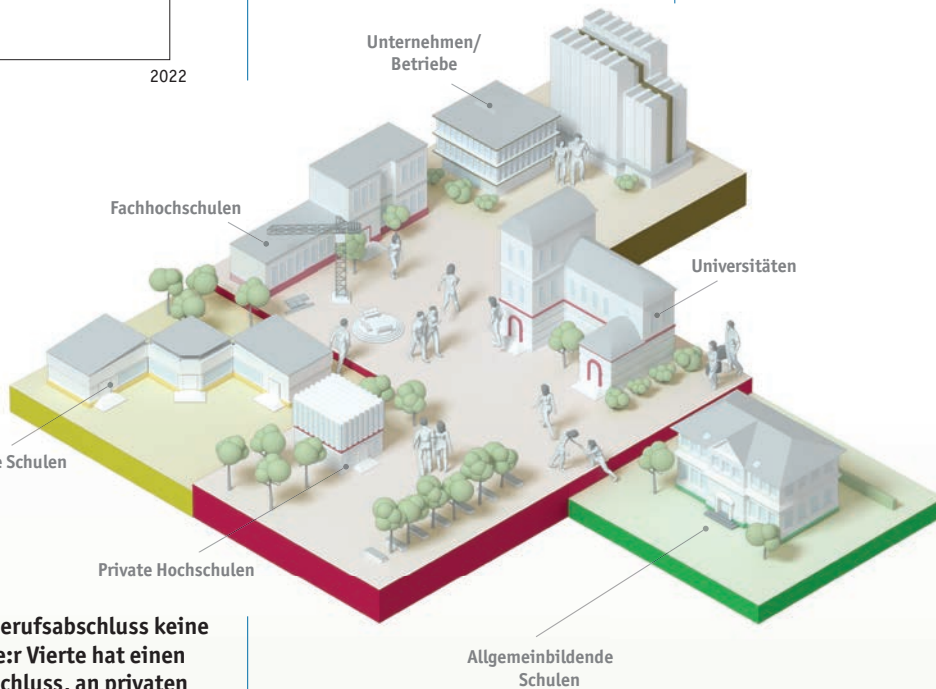 2022
Unternehmen/
Betriebe
Fachhochschulen
Universitäten
Schulen
Private Hochschulen
Allgemeinbildende
Schulen
erufsabschluss keine
e:r Vierte hat einen
chluss, an privaten